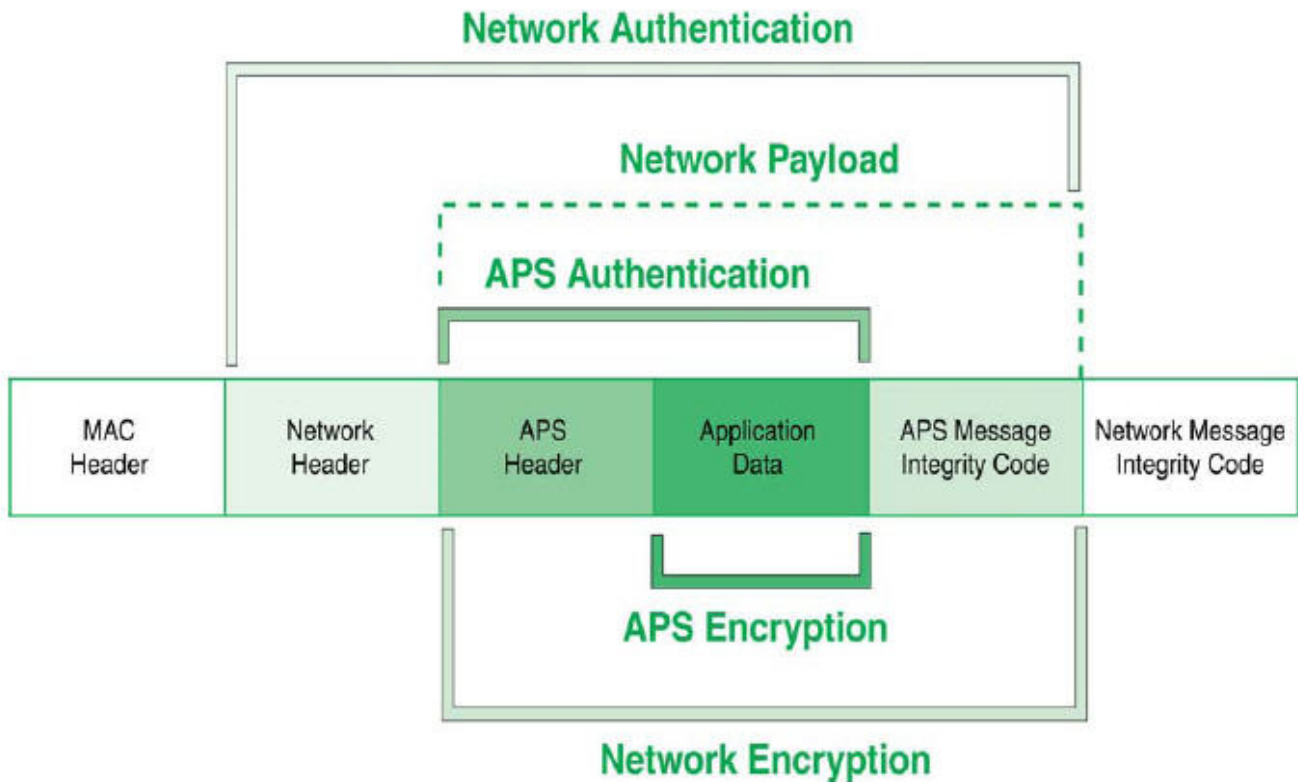 Network Authentication
Network Payload
APS Authentication
MAC
Header
Network
Header
APS
Header
Application
Data
APS Message
Integrity Code
Network Message
Integrity Code
APS Encryption
Network Encryption